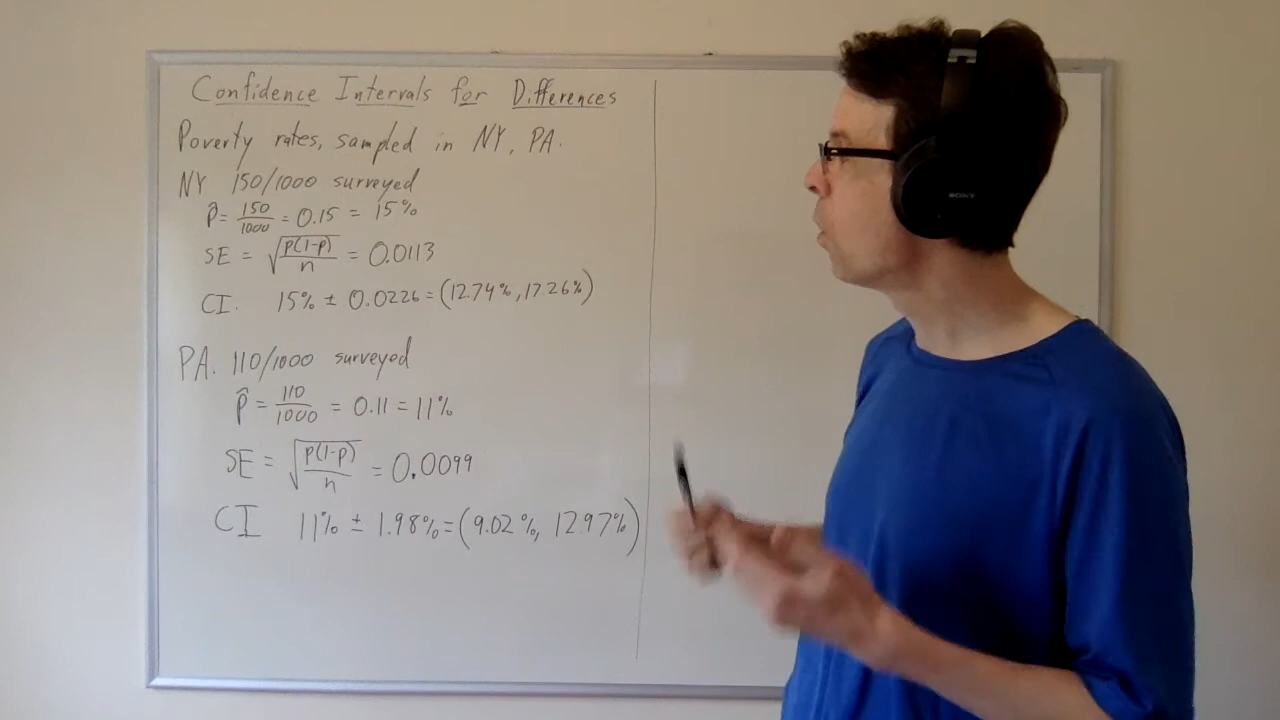 Confidence Intervals for Differences
Poverty rates, sampled in NY, PA.
NY 150/1000 surveyed
p̂ = 150/1000 = 0.15 = 15%
SE = √(p(1-p)/n) = 0.0113
CI. 15% ± 0.0226 = (12.74%, 17.26%)
PA. 110/1000 surveyed
p̂ = 110/1000 = 0.11 = 11%
SE = √(p(1-p)/n) = 0.0099
CI 11% ± 1.98% = (9.02%, 12.97%)
SONY